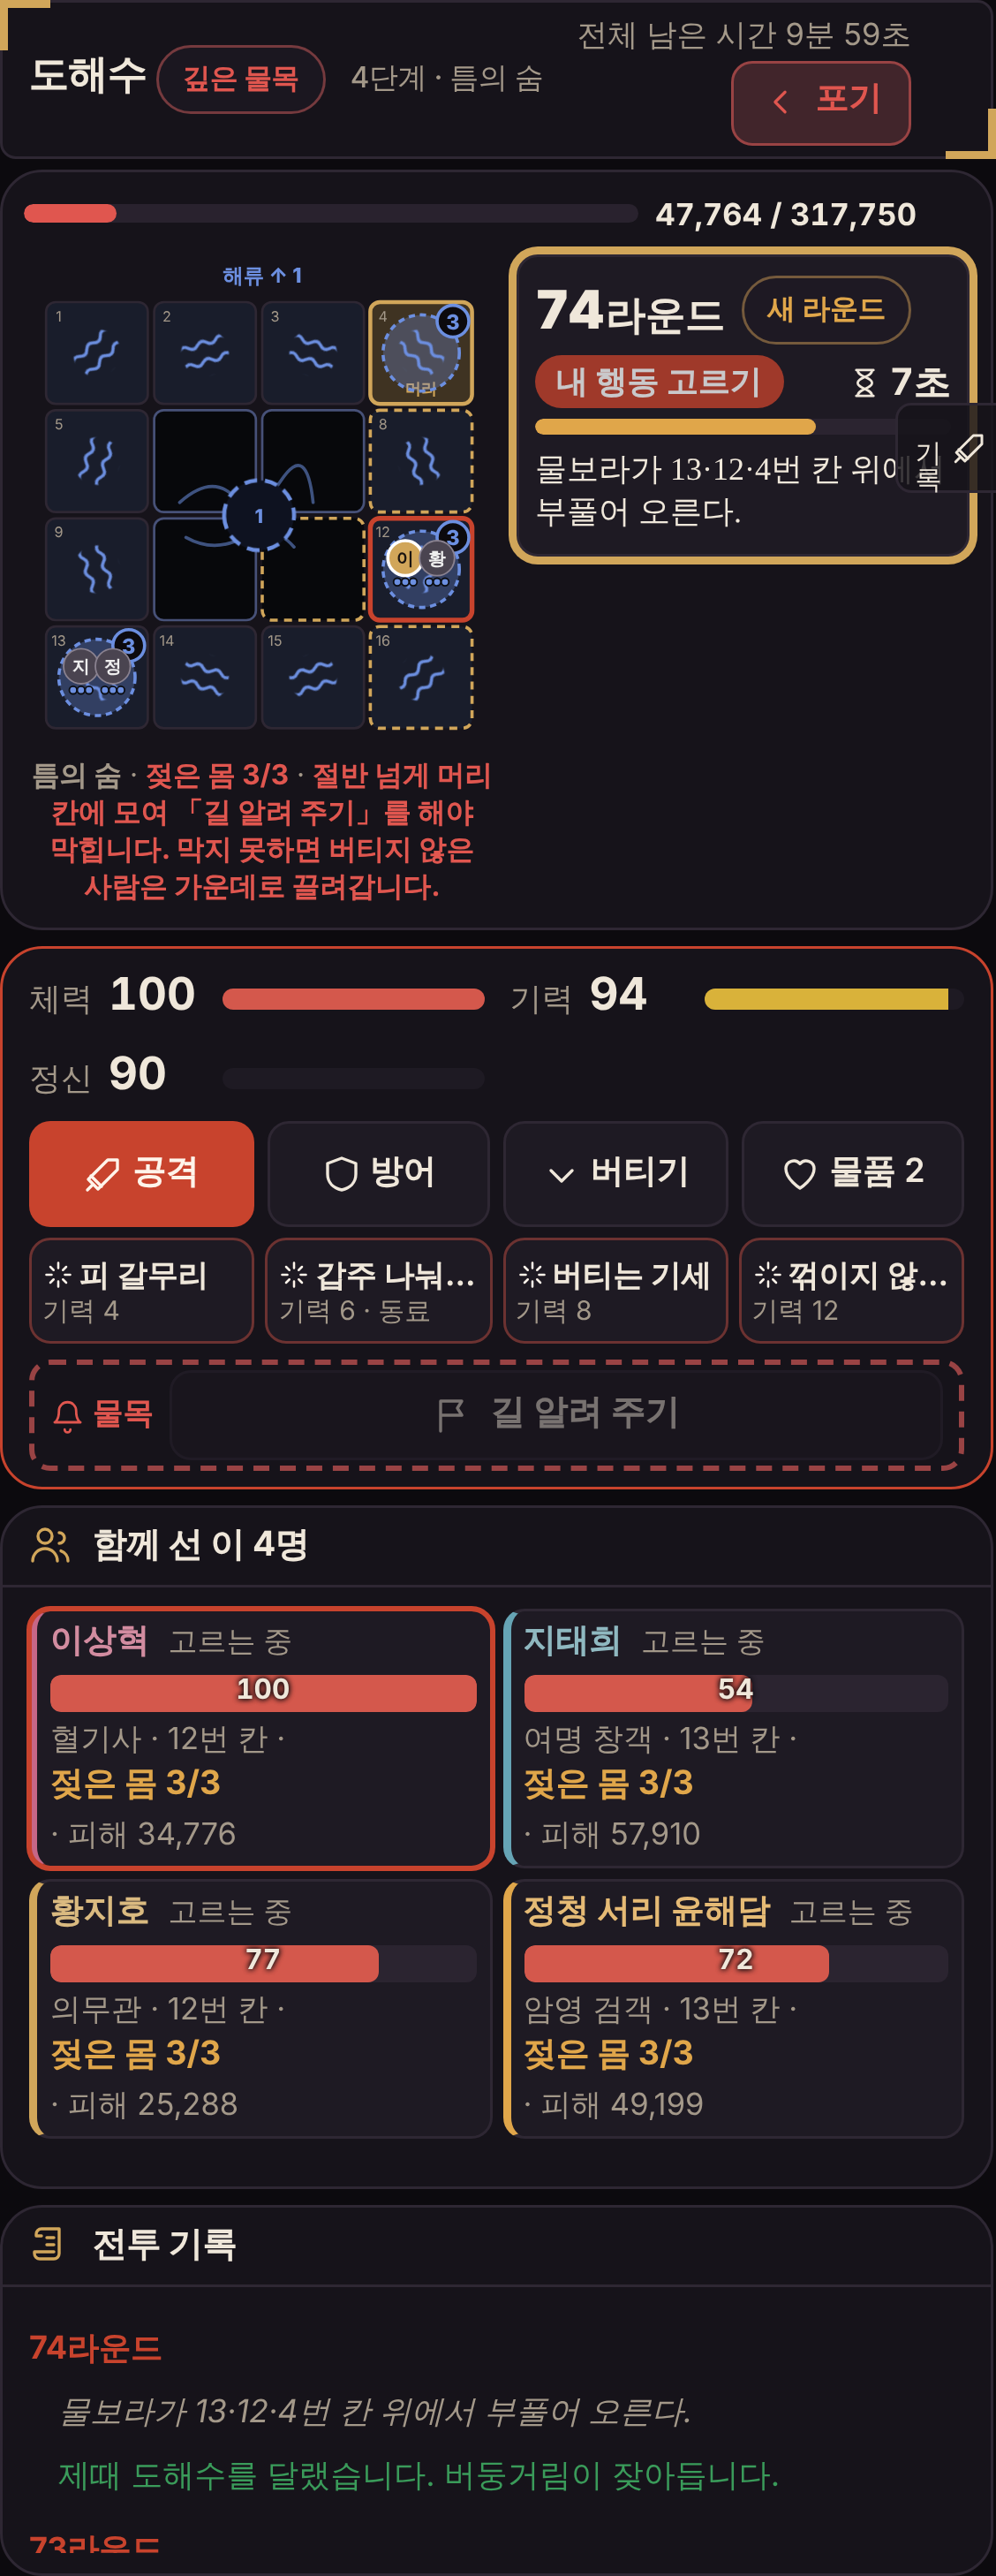 전체 남은 시간 9분 59초
도해수 깊은 물목 4단계 · 틈의 숨
포기
47,764 / 317,750
해류 ↑ 1
1 2 3 4 3
머리
5 8
1
9 12 3
이 황
13 3 14 15 16
지 정
틈의 숨 · 젖은 몸 3/3 · 절반 넘게 머리
칸에 모여 「길 알려 주기」를 해야
막힙니다. 막지 못하면 버티지 않은
사람은 가운데로 끌려갑니다.
74라운드 새 라운드
내 행동 고르기 7초
물보라가 13·12·4번 칸 위에
부풀어 오른다.
기록
체력 100 기력 94
정신 90
공격 방어 버티기 물품 2
피 갈무리 갑주 나눠… 버티는 기세 꺾이지 않…
기력 4 기력 6 · 동료 기력 8 기력 12
물목 길 알려 주기
함께 선 이 4명
이상혁 고르는 중
100
혈기사 · 12번 칸 ·
젖은 몸 3/3
· 피해 34,776
지태희 고르는 중
54
여명 창객 · 13번 칸 ·
젖은 몸 3/3
· 피해 57,910
황지호 고르는 중
77
의무관 · 12번 칸 ·
젖은 몸 3/3
· 피해 25,288
정청 서리 윤해담 고르는 중
72
암영 검객 · 13번 칸 ·
젖은 몸 3/3
· 피해 49,199
전투 기록
74라운드
물보라가 13·12·4번 칸 위에서 부풀어 오른다.
제때 도해수를 달랬습니다. 버둥거림이 잦아듭니다.
73라운드